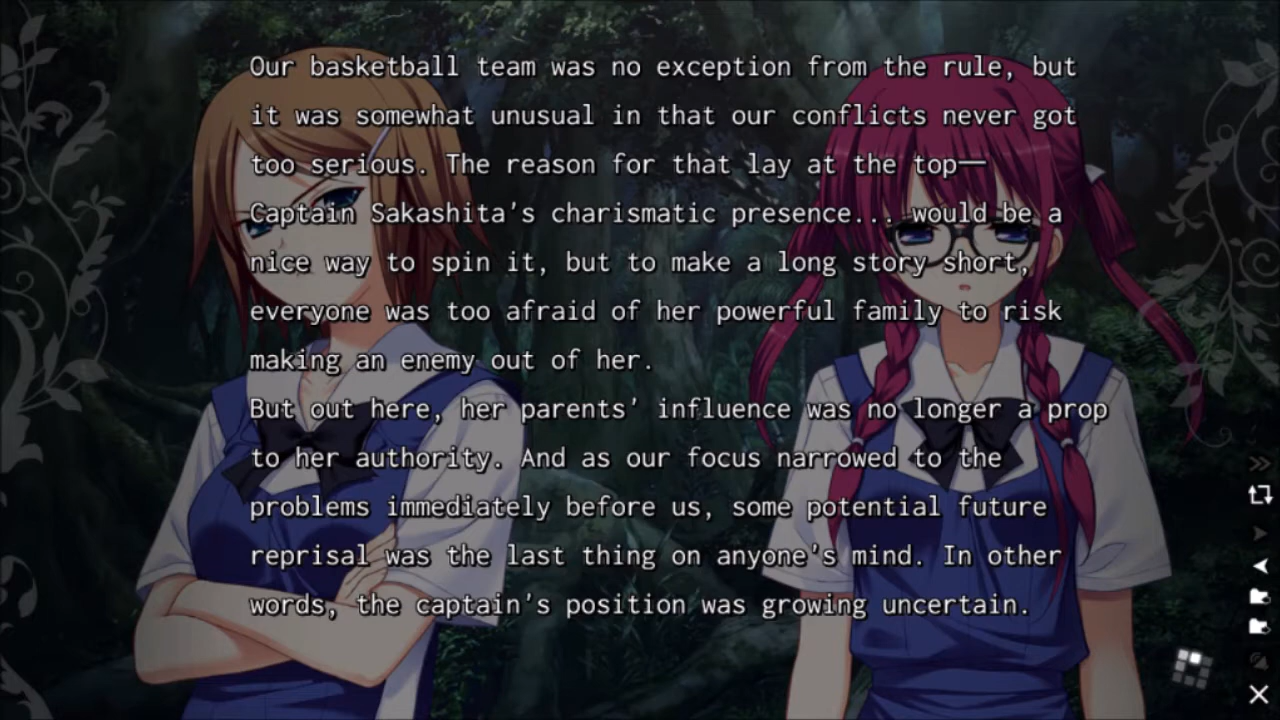 Our basketball team was no exception from the rule, but
it was somewhat unusual in that our conflicts never got
too serious. The reason for that lay at the top—
Captain Sakashita's charismatic presence... would be a
nice way to spin it, but to make a long story short,
everyone was too afraid of her powerful family to risk
making an enemy out of her.
But out here, her parents' influence was no longer a prop
to her authority. And as our focus narrowed to the
problems immediately before us, some potential future
reprisal was the last thing on anyone's mind. In other
words, the captain's position was growing uncertain.